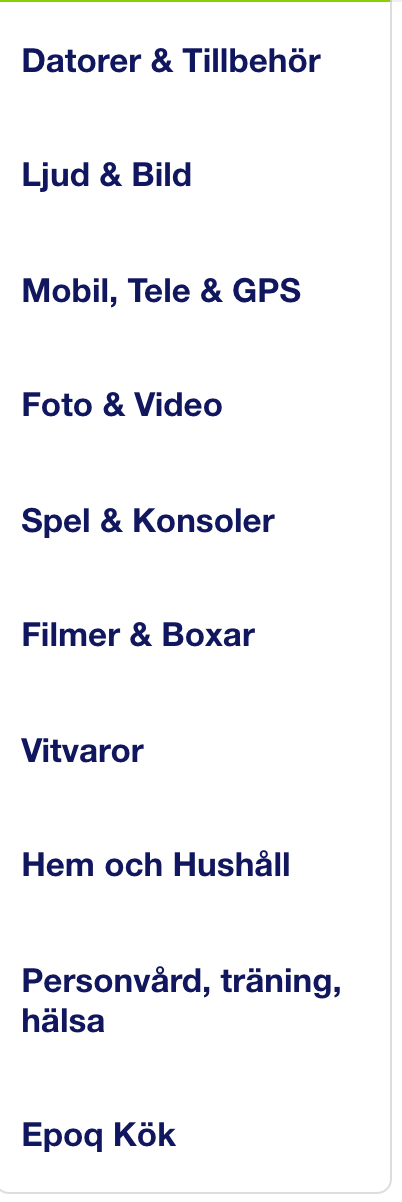 Datorer & Tillbehör
Ljud & Bild
Mobil, Tele & GPS
Foto & Video
Spel & Konsoler
Filmer & Boxar
Vitvaror
Hem och Hushåll
Personvård, träning,
hälsa
Epoq Kök